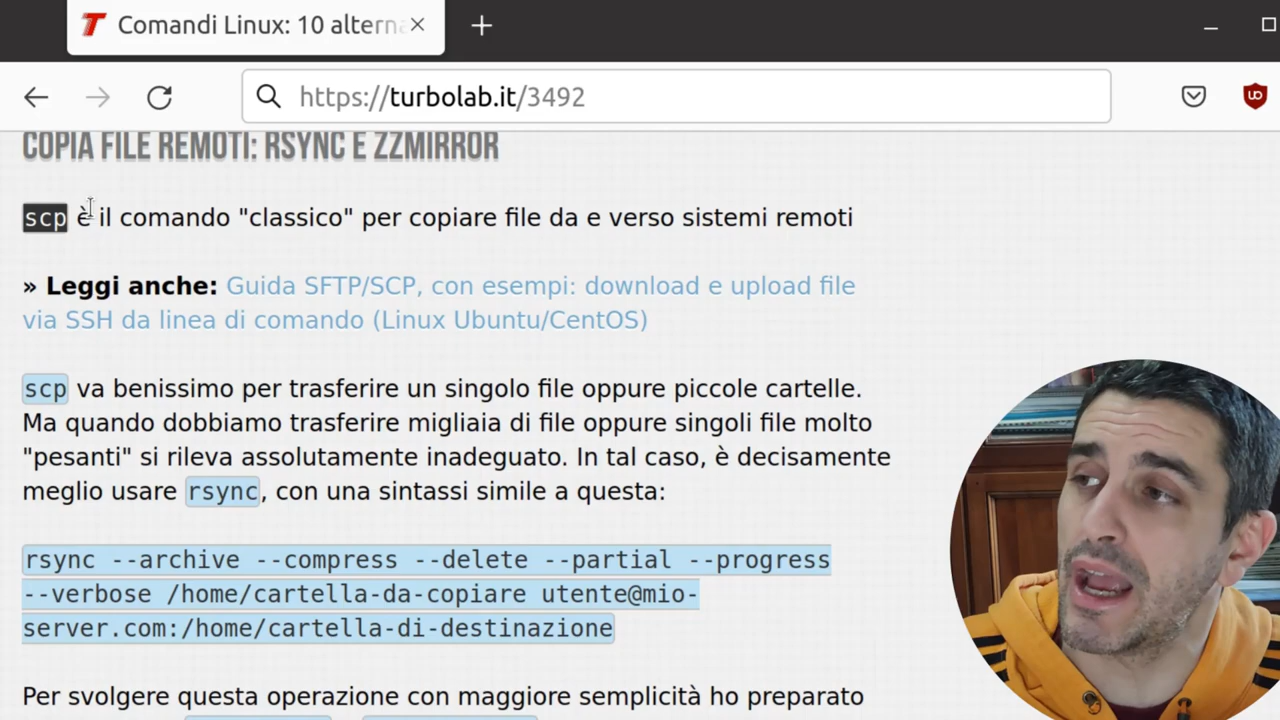 Comandi Linux: 10 altern
https://turbolab.it/3492
COPIA FILE REMOTI: RSYNC E ZZMIRROR
scp è il comando "classico" per copiare file da e verso sistemi remoti
» Leggi anche: Guida SFTP/SCP, con esempi: download e upload file
via SSH da linea di comando (Linux Ubuntu/CentOS)
scp va benissimo per trasferire un singolo file oppure piccole cartelle.
Ma quando dobbiamo trasferire migliaia di file oppure singoli file molto
"pesanti" si rileva assolutamente inadeguato. In tal caso, è decisamente
meglio usare rsync, con una sintassi simile a questa:
rsync --archive --compress --delete --partial --progress
--verbose /home/cartella-da-copiare utente@mio-
server.com:/home/cartella-di-destinazione
Per svolgere questa operazione con maggiore semplicità ho preparato